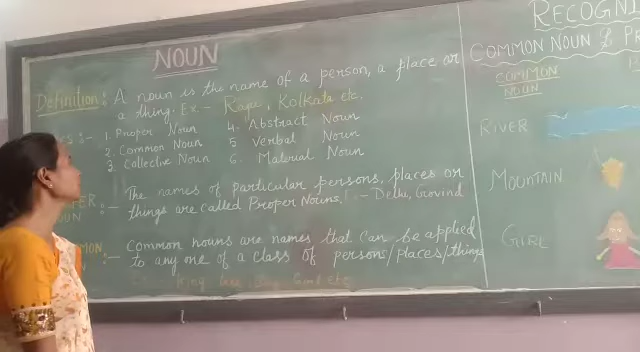 NOUN
Definition: A noun is the name of a person, a place or
a thing. Ex.- Raju, Kolkata etc.
:- 1. Proper Noun 4. Abstract Noun
2. Common Noun 5 Verbal Noun
3. Collective Noun 6. Material Noun
The names of particular persons, places or
:- things are called Proper Nouns. - Delhi, Govind
:- Common nouns are names that can be applied
to any one of a class of persons/places/things
RECOGNI
COMMON NOUN & PR
COMMON
NOUN
RIVER
MOUNTAIN
GIRL